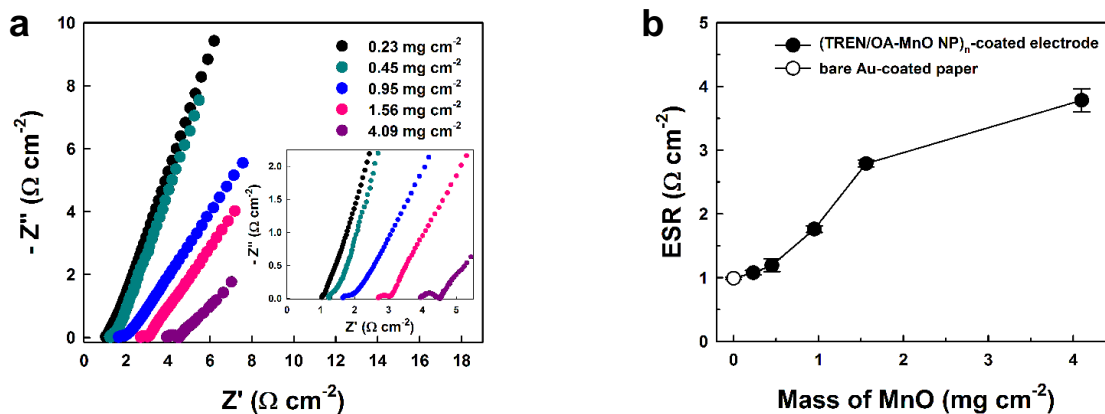 a
10
8
6
4
2
0
- Z" (Ω cm⁻²)
0 2 4 6 8 10 12 14 16 18
Z' (Ω cm⁻²)
0.23 mg cm⁻²
0.45 mg cm⁻²
0.95 mg cm⁻²
1.56 mg cm⁻²
4.09 mg cm⁻²
2.0
1.5
1.0
0.5
0.0
- Z" (Ω cm⁻²)
0 1 2 3 4 5
Z' (Ω cm⁻²)
b
5
4
3
2
1
0
ESR (Ω cm⁻²)
0 1 2 3 4
Mass of MnO (mg cm⁻²)
(TREN/OA-MnO NP)ₙ-coated electrode
bare Au-coated paper